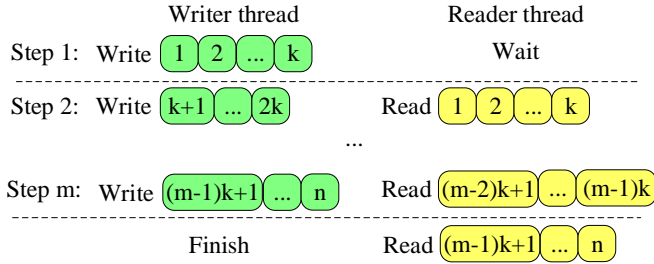 Writer thread Reader thread
Step 1: Write 1 2 ... k Wait
Step 2: Write k+1 ... 2k Read 1 2 ... k
...
Step m: Write (m-1)k+1 ... n Read (m-2)k+1 ... (m-1)k
Finish Read (m-1)k+1 ... n